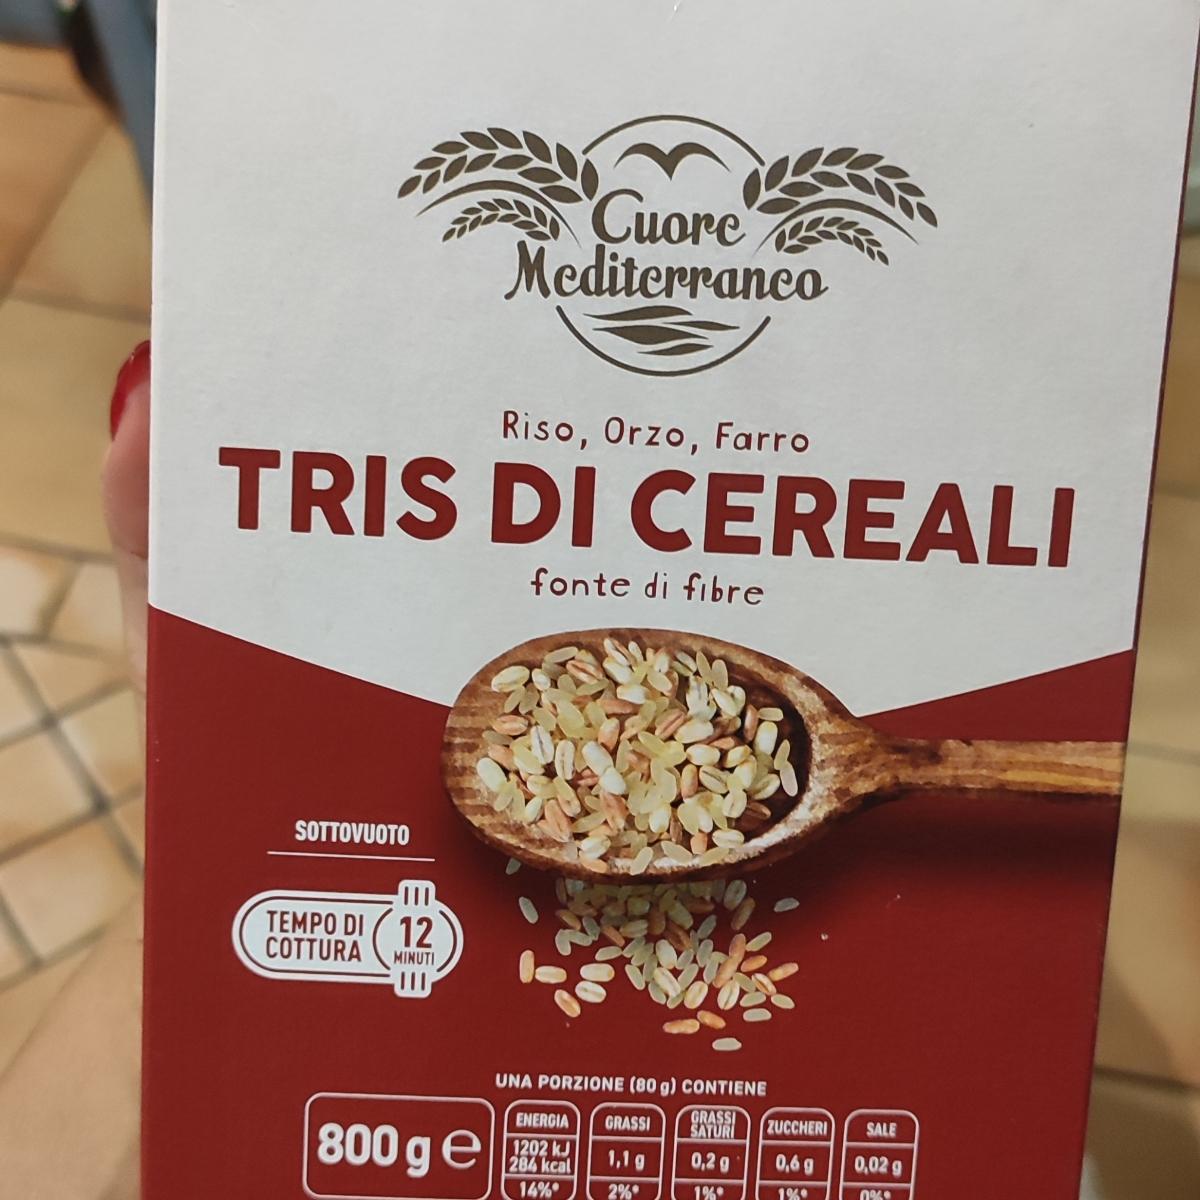 Cuore
Mediterraneo
Riso, Orzo, Farro
TRIS DI CEREALI
fonte di fibre
SOTTOVUOTO
TEMPO DI
COTTURA
12
MINUTI
UNA PORZIONE (80 g) CONTIENE
800 g e
ENERGIA
1202 kJ
284 kcal
14%*
GRASSI
1,1 g
2%*
GRASSI
SATURI
0,2 g
1%*
ZUCCHERI
0,6 g
1%*
SALE
0,02 g
0%*